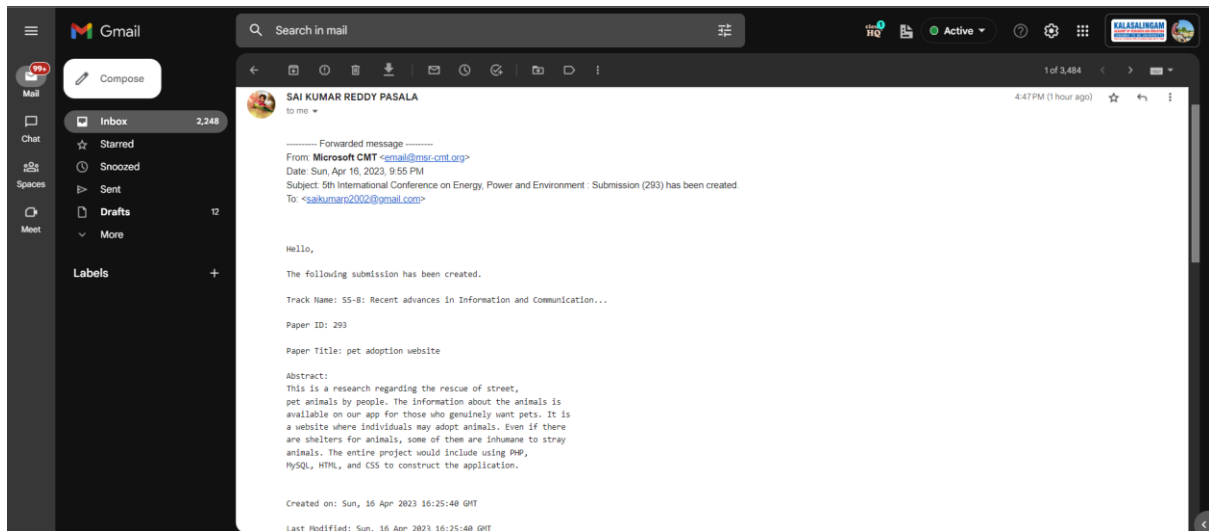 Gmail
Search in mail
Active
KALASALINGAM
99+
Mail
Compose
1 of 3,484
Inbox 2,248
Chat
Starred
Snoozed
Spaces
Sent
Drafts 12
Meet
More
Labels +
SAI KUMAR REDDY PASALA
4:47 PM (1 hour ago)
to me
---------- Forwarded message ---------
From: Microsoft CMT <email@msr-cmt.org>
Date: Sun, Apr 16, 2023, 9:55 PM
Subject: 5th International Conference on Energy, Power and Environment : Submission (293) has been created.
To: <saikumarp2002@gmail.com>
Hello,
The following submission has been created.
Track Name: SS-8: Recent advances in Information and Communication...
Paper ID: 293
Paper Title: pet adoption website
Abstract:
This is a research regarding the rescue of street,
pet animals by people. The information about the animals is
available on our app for those who genuinely want pets. It is
a website where individuals may adopt animals. Even if there
are shelters for animals, some of them are inhumane to stray
animals. The entire project would include using PHP,
MySQL, HTML, and CSS to construct the application.
Created on: Sun, 16 Apr 2023 16:25:40 GMT
Last Modified: Sun, 16 Apr 2023 16:25:40 GMT